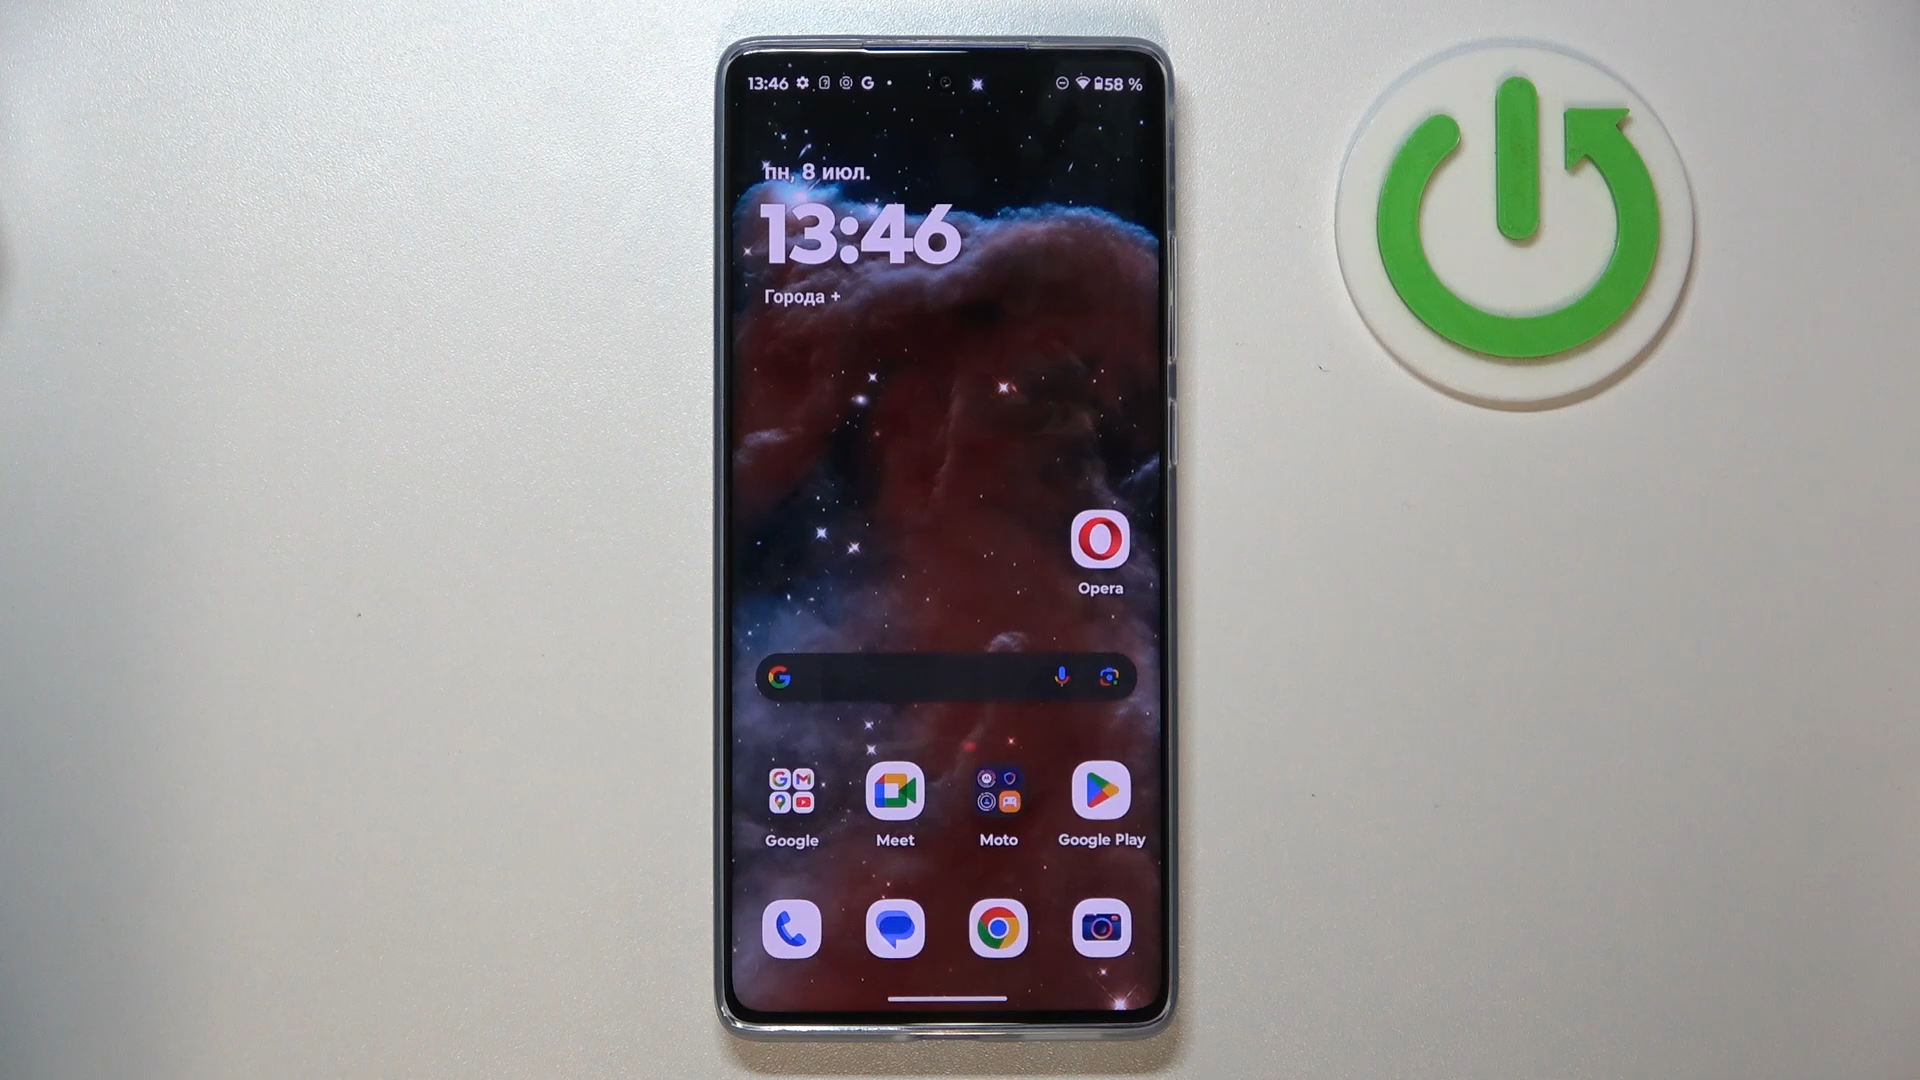 13:46
58 %
пн, 8 июл.
13:46
Города +
Opera
Google
Meet
Moto
Google Play